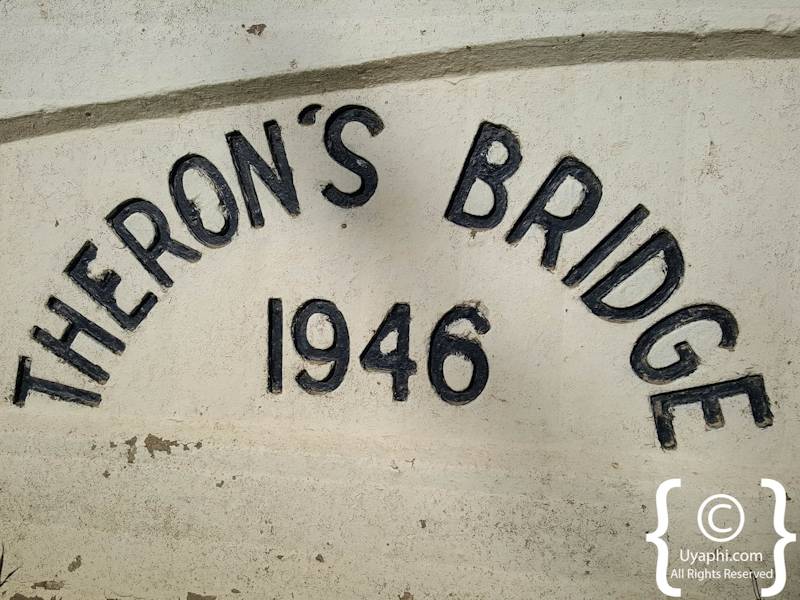 THERON'S BRIDGE
1946
{ © }
Uyaphi.com
All Rights Reserved